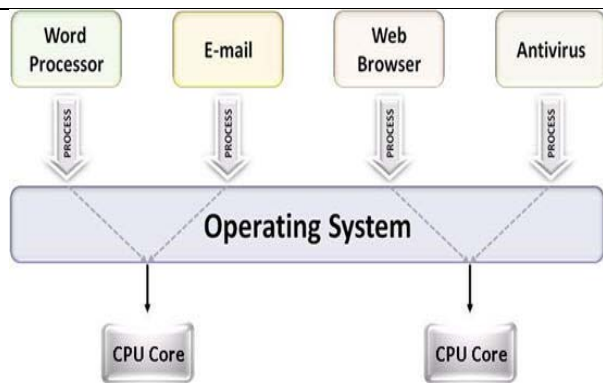 Word
Processor
E-mail
Web
Browser
Antivirus
PROCESS
PROCESS
PROCESS
PROCESS
Operating System
CPU Core
CPU Core